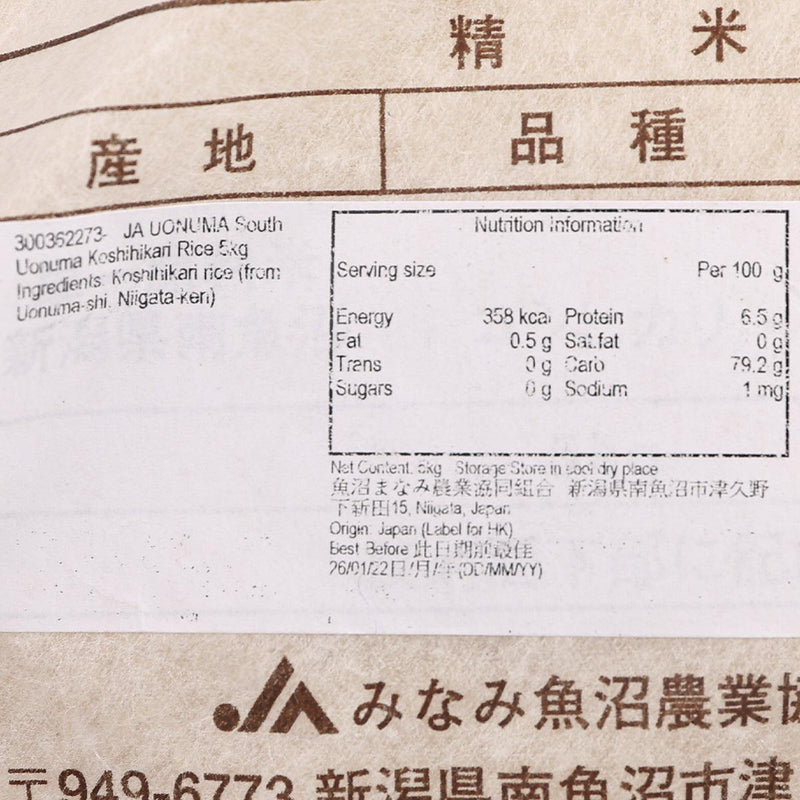 精 米
産 地 品 種
300362273- JA UONUMA South
Uonuma Koshihikari Rice 5kg
Ingredients: Koshihikari rice (from
Uonuma-shi, Niigata-ken)
Nutrition Information
Serving size Per 100 g
Energy 358 kcal Protein 6.5 g
Fat 0.5 g Sat.fat 0 g
Trans 0 g Carb 79.2 g
Sugars 0 g Sodium 1 mg
Net Content: 5kg Storage:Store in cool dry place
魚沼まなみ農業協同組合 新潟県南魚沼市津久野
下新田15, Niigata, Japan
Origin: Japan (Label for HK)
Best Before 此日期前最佳
26/01/22日/月/年(DD/MM/YY)
JA みなみ魚沼農業協
〒949-6773 新潟県南魚沼市津